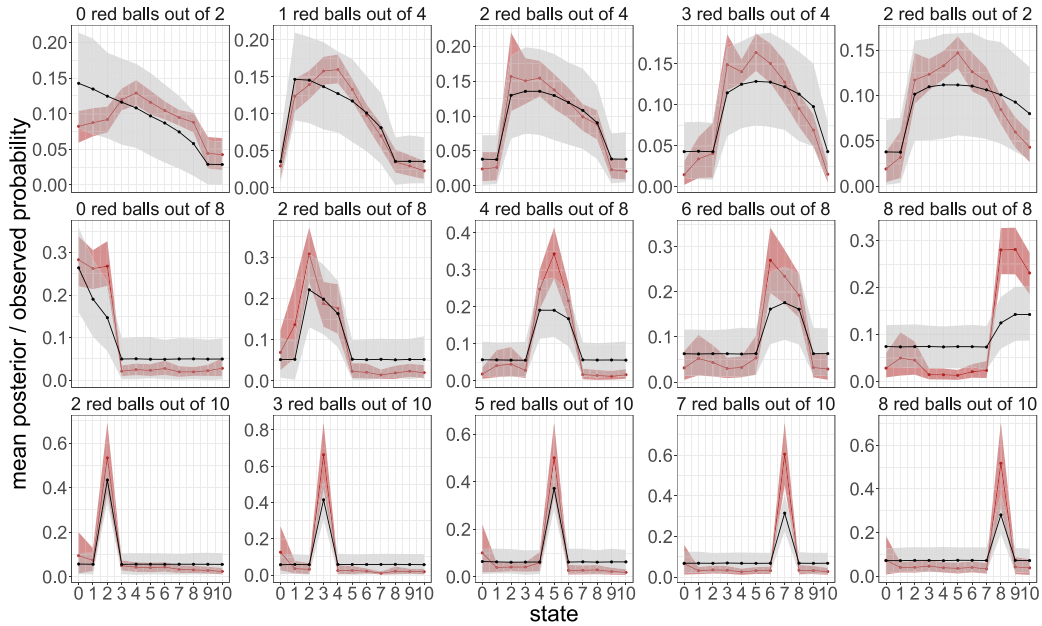 0 red balls out of 2 1 red balls out of 4 2 red balls out of 4 3 red balls out of 4 2 red balls out of 2
0.20 0.15 0.10 0.05 0.00
0.20 0.15 0.10 0.05 0.00
0.20 0.15 0.10 0.05 0.00
0.15 0.10 0.05 0.00
0.15 0.10 0.05 0.00
0 red balls out of 8 2 red balls out of 8 4 red balls out of 8 6 red balls out of 8 8 red balls out of 8
0.3 0.2 0.1 0.0
0.3 0.2 0.1 0.0
0.4 0.3 0.2 0.1 0.0
0.3 0.2 0.1 0.0
0.3 0.2 0.1 0.0
2 red balls out of 10 3 red balls out of 10 5 red balls out of 10 7 red balls out of 10 8 red balls out of 10
0.6 0.4 0.2 0.0
0.8 0.6 0.4 0.2 0.0
0.6 0.4 0.2 0.0
0.6 0.4 0.2 0.0
0.6 0.4 0.2 0.0
0 1 2 3 4 5 6 7 8 9 10 0 1 2 3 4 5 6 7 8 9 10 0 1 2 3 4 5 6 7 8 9 10 0 1 2 3 4 5 6 7 8 9 10 0 1 2 3 4 5 6 7 8 9 10
state
mean posterior / observed probability